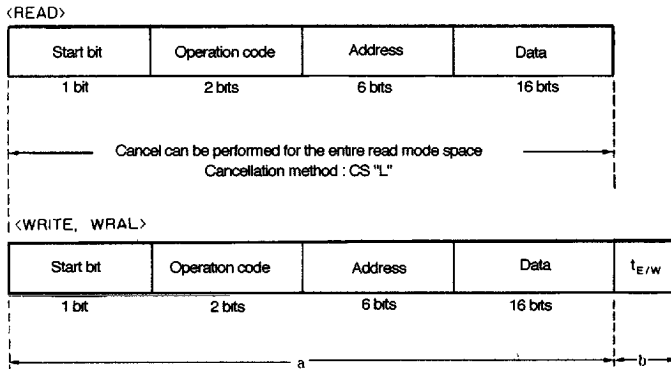 <READ>
Start bit Operation code Address Data
1 bit 2 bits 6 bits 16 bits
Cancel can be performed for the entire read mode space
Cancellation method : CS "L"
<WRITE, WRAL>
Start bit Operation code Address Data tE/W
1 bit 2 bits 6 bits 16 bits
a b